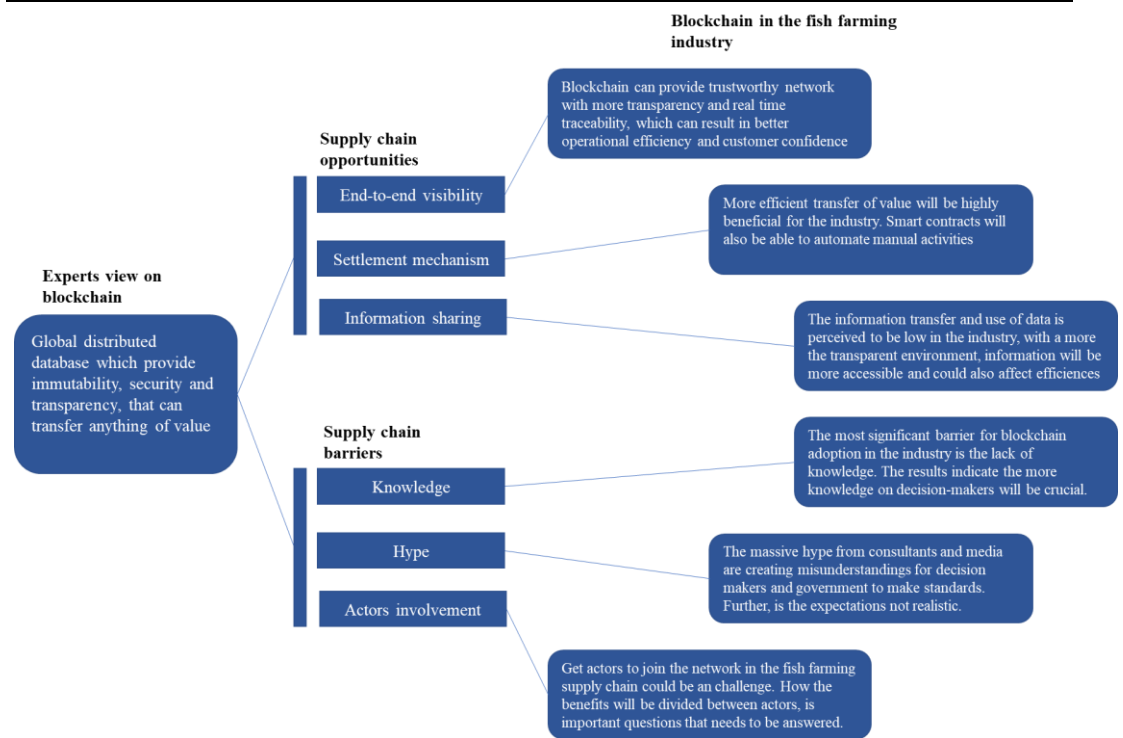 Blockchain in the fish farming
industry
Blockchain can provide trustworthy network
with more transparency and real time
traceability, which can result in better
operational efficiency and customer confidence
Supply chain
opportunities
End-to-end visibility
More efficient transfer of value will be highly
beneficial for the industry. Smart contracts will
also be able to automate manual activities
Settlement mechanism
Experts view on
blockchain
Information sharing
The information transfer and use of data is
perceived to be low in the industry, with a more
the transparent environment, information will be
more accessible and could also affect efficiences
Global distributed
database which provide
immutability, security and
transparency, that can
transfer anything of value
Supply chain
barriers
The most significant barrier for blockchain
adoption in the industry is the lack of
knowledge. The results indicate the more
knowledge on decision-makers will be crucial.
Knowledge
Hype
The massive hype from consultants and media
are creating misunderstandings for decision
makers and government to make standards.
Further, is the expectations not realistic.
Actors involvement
Get actors to join the network in the fish farming
supply chain could be an challenge. How the
benefits will be divided between actors, is
important questions that needs to be answered.